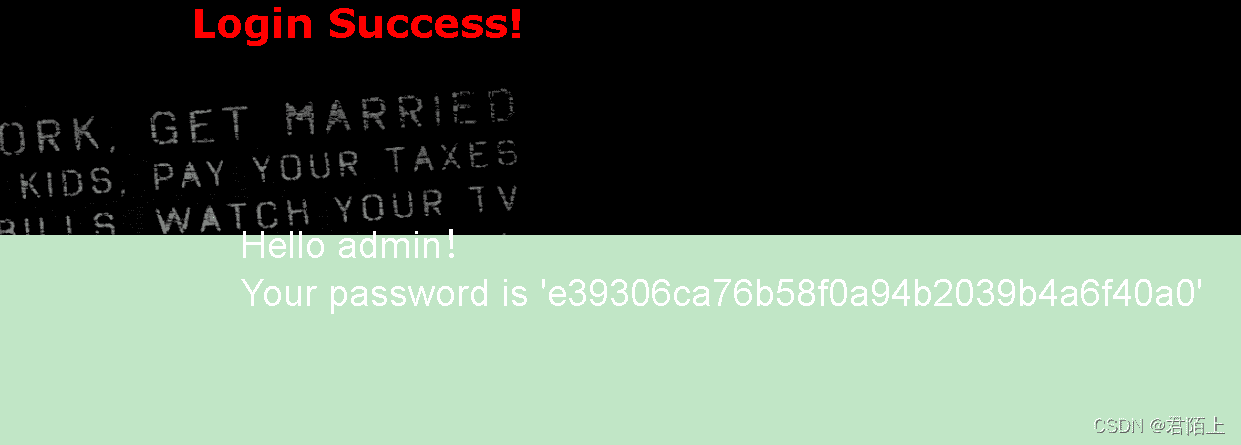 Login Success!
ORK, GET MARRIED
KIDS, PAY YOUR TAXES
BILLS, WATCH YOUR TV
Hello admin！
Your password is 'e39306ca76b58f0a94b2039b4a6f40a0'
CSDN @君陌上